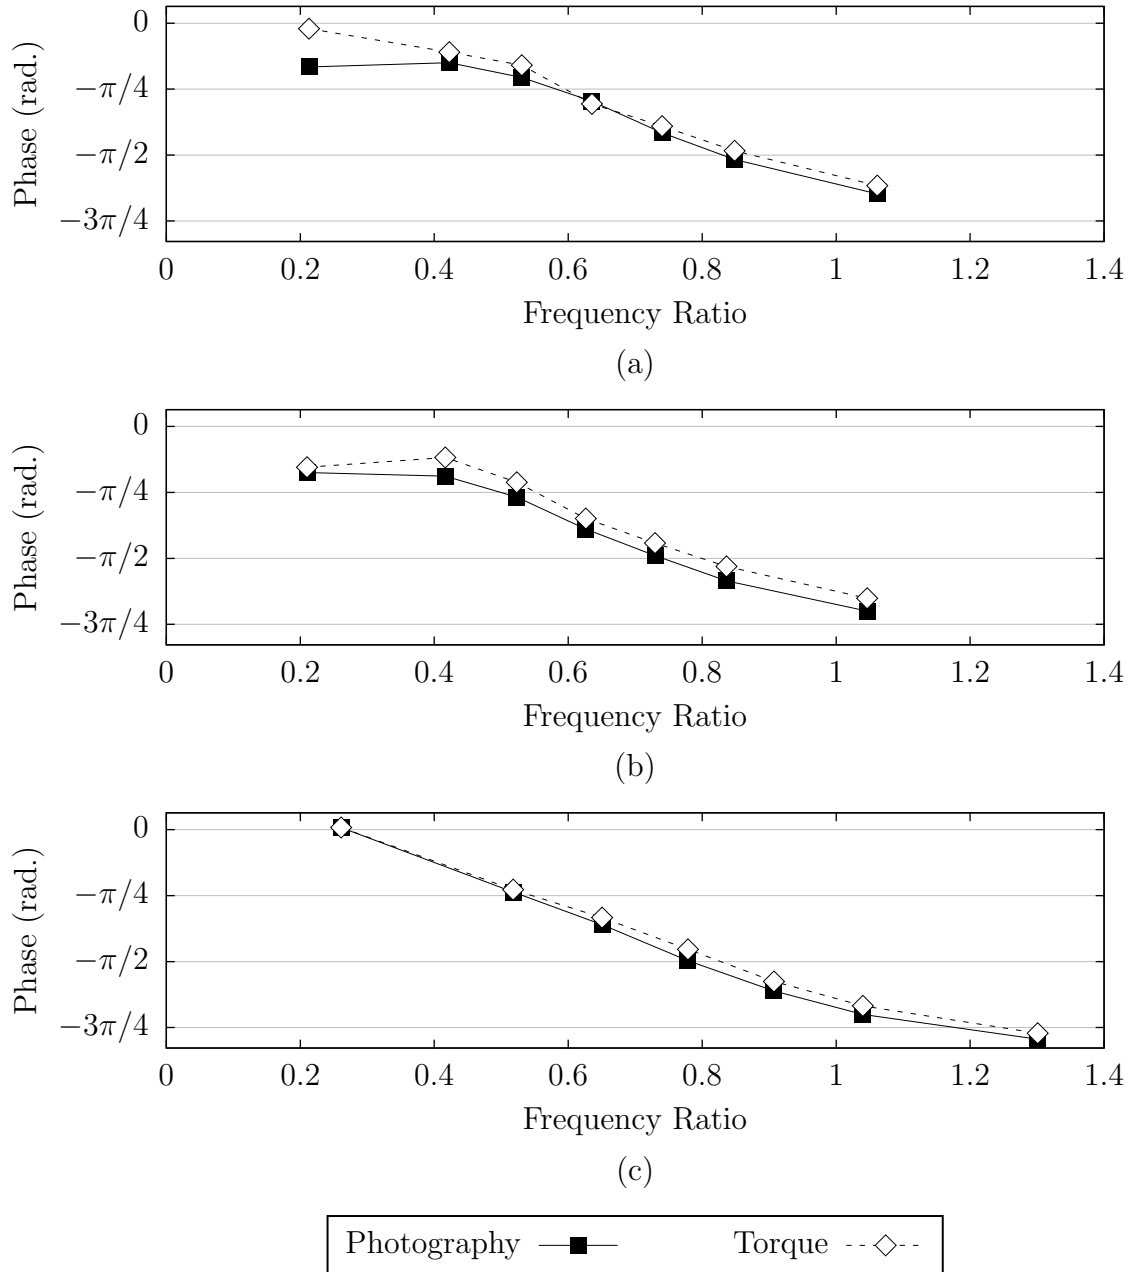 Phase (rad.)
0
−π/4
−π/2
−3π/4
0 0.2 0.4 0.6 0.8 1 1.2 1.4
Frequency Ratio
(a)
Phase (rad.)
0
−π/4
−π/2
−3π/4
0 0.2 0.4 0.6 0.8 1 1.2 1.4
Frequency Ratio
(b)
Phase (rad.)
0
−π/4
−π/2
−3π/4
0 0.2 0.4 0.6 0.8 1 1.2 1.4
Frequency Ratio
(c)
Photography Torque